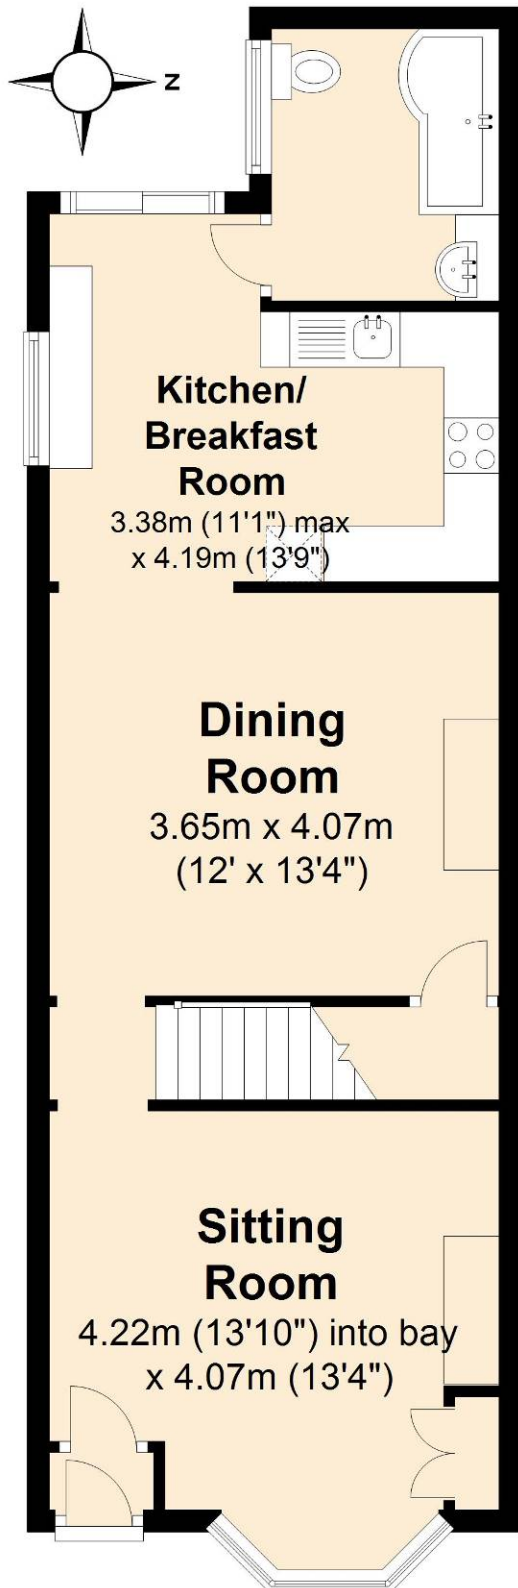 N
Kitchen/
Breakfast
Room
3.38m (11'1") max
x 4.19m (13'9")
Dining
Room
3.65m x 4.07m
(12' x 13'4")
Sitting
Room
4.22m (13'10") into bay
x 4.07m (13'4")